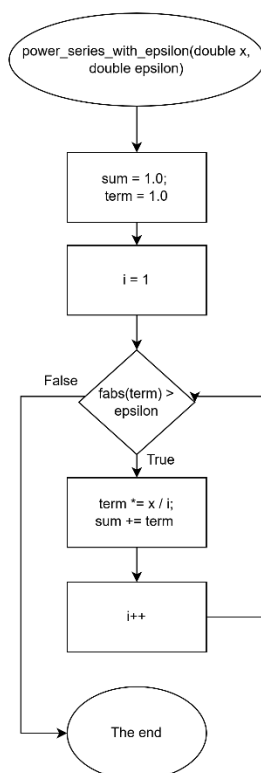 power_series_with_epsilon(double x,
double epsilon)
sum = 1.0;
term = 1.0
i = 1
False
fabs(term) >
epsilon
True
term *= x / i;
sum += term
i++
The end